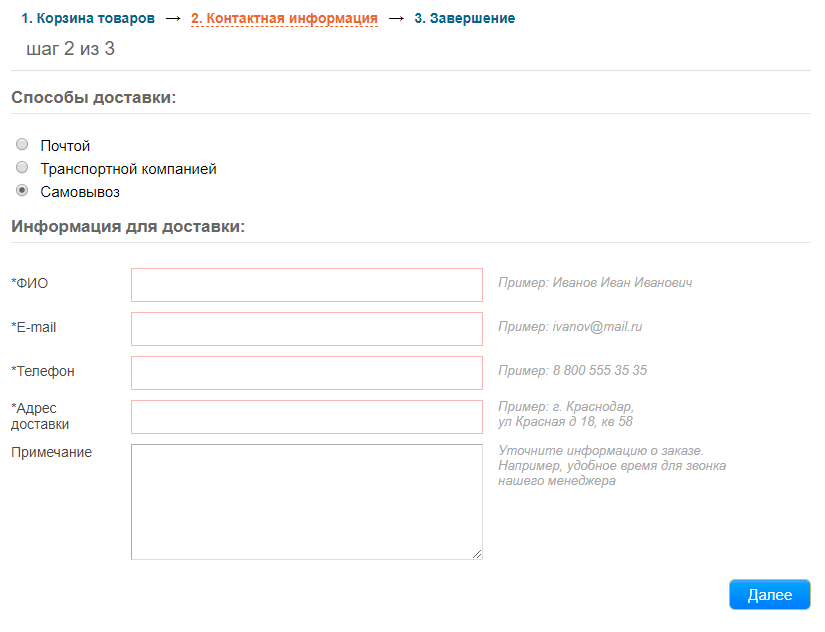 1. Корзина товаров → 2. Контактная информация → 3. Завершение
шаг 2 из 3
Способы доставки:
Почтой
Транспортной компанией
Самовывоз
Информация для доставки:
*ФИО
Пример: Иванов Иван Иванович
*E-mail
Пример: ivanov@mail.ru
*Телефон
Пример: 8 800 555 35 35
*Адрес
доставки
Пример: г. Краснодар,
ул Красная д 18, кв 58
Примечание
Уточните информацию о заказе.
Например, удобное время для звонка
нашего менеджера
Далее